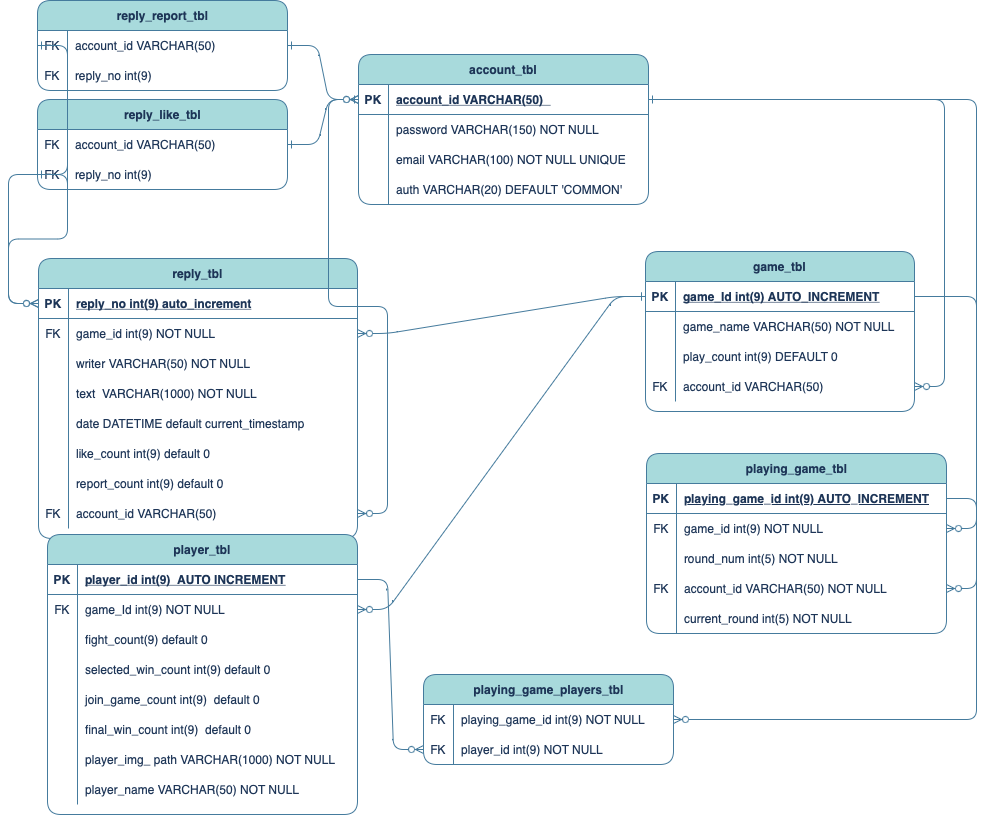 reply_report_tbl
FK account_id VARCHAR(50)
FK reply_no int(9)
reply_like_tbl
FK account_id VARCHAR(50)
FK reply_no int(9)
account_tbl
PK account_id VARCHAR(50)
password VARCHAR(150) NOT NULL
email VARCHAR(100) NOT NULL UNIQUE
auth VARCHAR(20) DEFAULT 'COMMON'
reply_tbl
PK reply_no int(9) auto_increment
FK game_id int(9) NOT NULL
writer VARCHAR(50) NOT NULL
text VARCHAR(1000) NOT NULL
date DATETIME default current_timestamp
like_count int(9) default 0
report_count int(9) default 0
FK account_id VARCHAR(50)
game_tbl
PK game_Id int(9) AUTO_INCREMENT
game_name VARCHAR(50) NOT NULL
play_count int(9) DEFAULT 0
FK account_id VARCHAR(50)
playing_game_tbl
PK playing_game_id int(9) AUTO_INCREMENT
FK game_id int(9) NOT NULL
round_num int(5) NOT NULL
FK account_id VARCHAR(50) NOT NULL
current_round int(5) NOT NULL
player_tbl
PK player_id int(9) AUTO INCREMENT
FK game_Id int(9) NOT NULL
fight_count(9) default 0
selected_win_count int(9) default 0
join_game_count int(9) default 0
final_win_count int(9) default 0
player_img_ path VARCHAR(1000) NOT NULL
player_name VARCHAR(50) NOT NULL
playing_game_players_tbl
FK playing_game_id int(9) NOT NULL
FK player_id int(9) NOT NULL